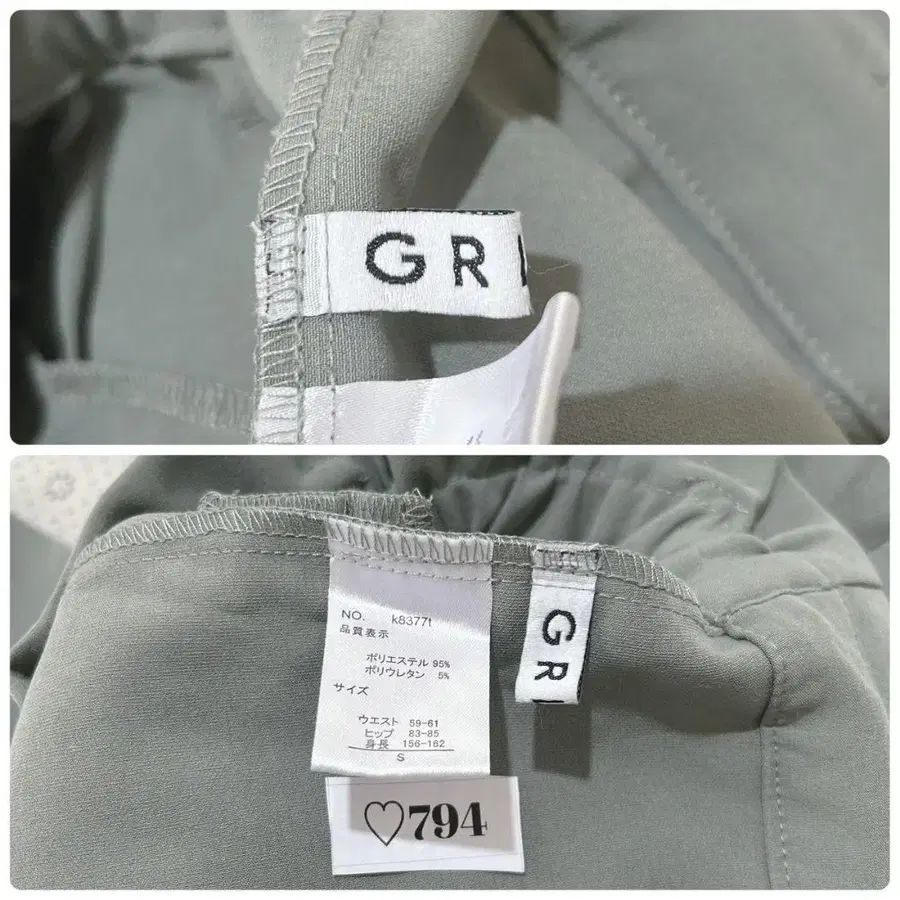 GR
NO. k8377t
品質表示
ポリエステル 95%
ポリウレタン 5%
サイズ
ウエスト 59-61
ヒップ 83-85
身長 156-162
S
GR
♡794